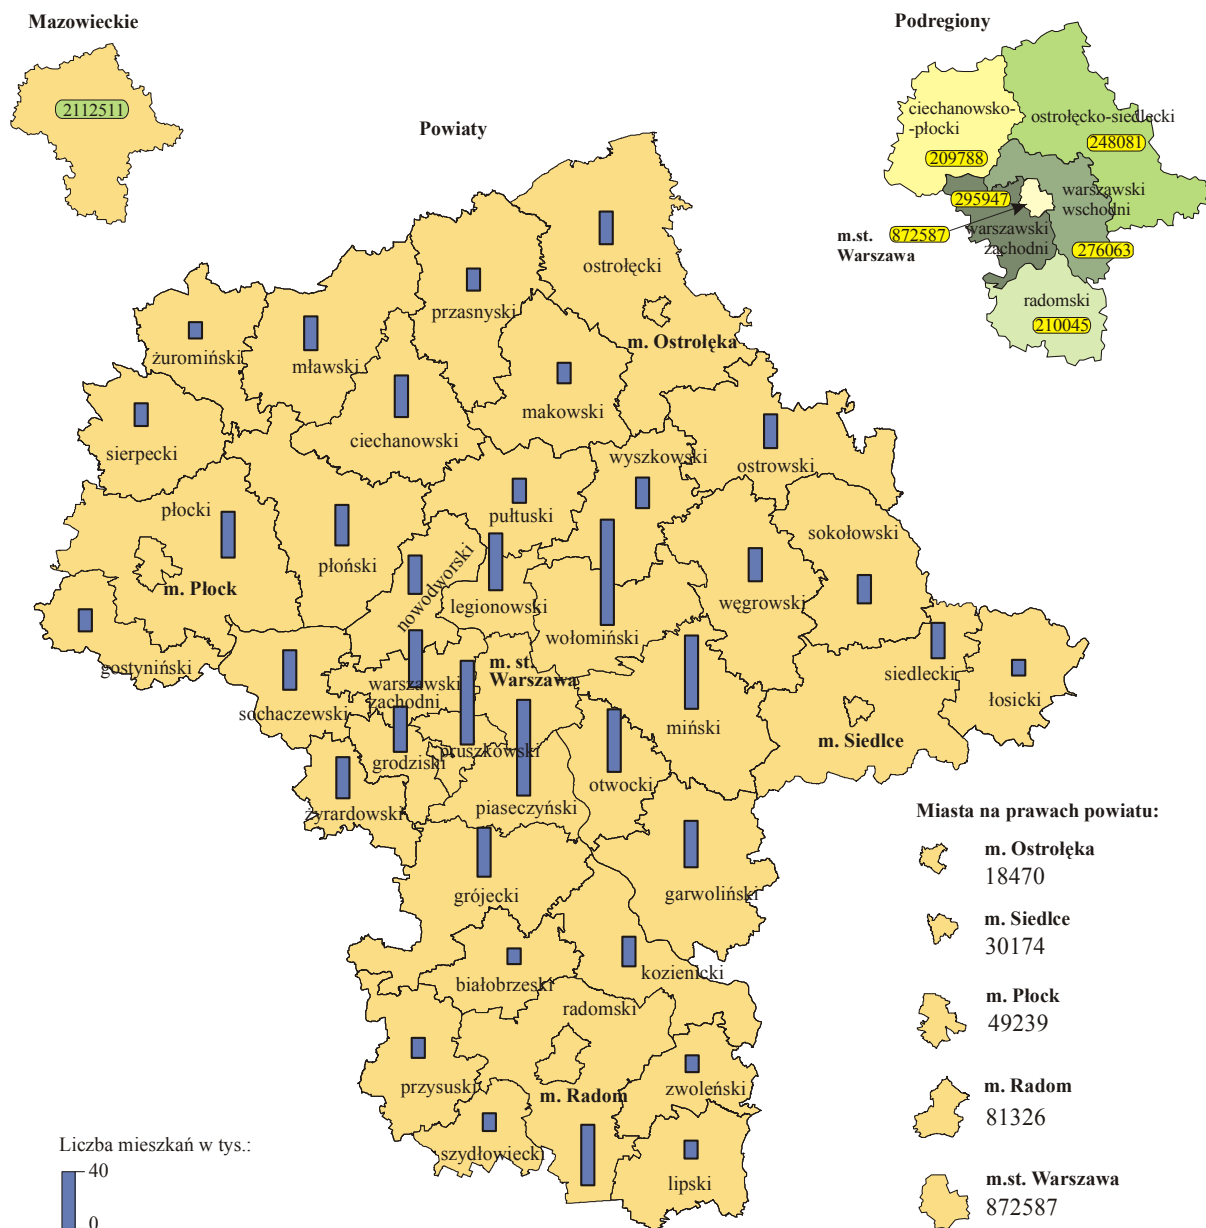 Mazowieckie
2112511
Podregiony
ciechanowsko-
-płocki
209788
ostrołęcko-siedlecki
248081
295947
warszawski
wschodni
276063
warszawski
zachodni
m.st.
Warszawa
872587
radomski
210045
Powiaty
ostrołęcki
przasnyski
m. Ostrołęka
żuromiński
mławski
makowski
ciechanowski
sierpecki
ostrowski
wyszkowski
płocki
pułtuski
sokołowski
płoński
nowodworski
m. Płock
legionowski
wołomiński
węgrowski
gostyniński
siedlecki
łosicki
m. st.
Warszawa
warszawski
zachodni
sochaczewski
miński
m. Siedlce
pruszkowski
grodziski
otwocki
żyrardowski
piaseczyński
grójecki
garwoliński
białobrzeski
kozienicki
radomski
przysuski
zwoleński
m. Radom
szydłowiecki
lipski
Miasta na prawach powiatu:
m. Ostrołęka
18470
m. Siedlce
30174
m. Płock
49239
m. Radom
81326
m.st. Warszawa
872587
Liczba mieszkań w tys.:
40
0